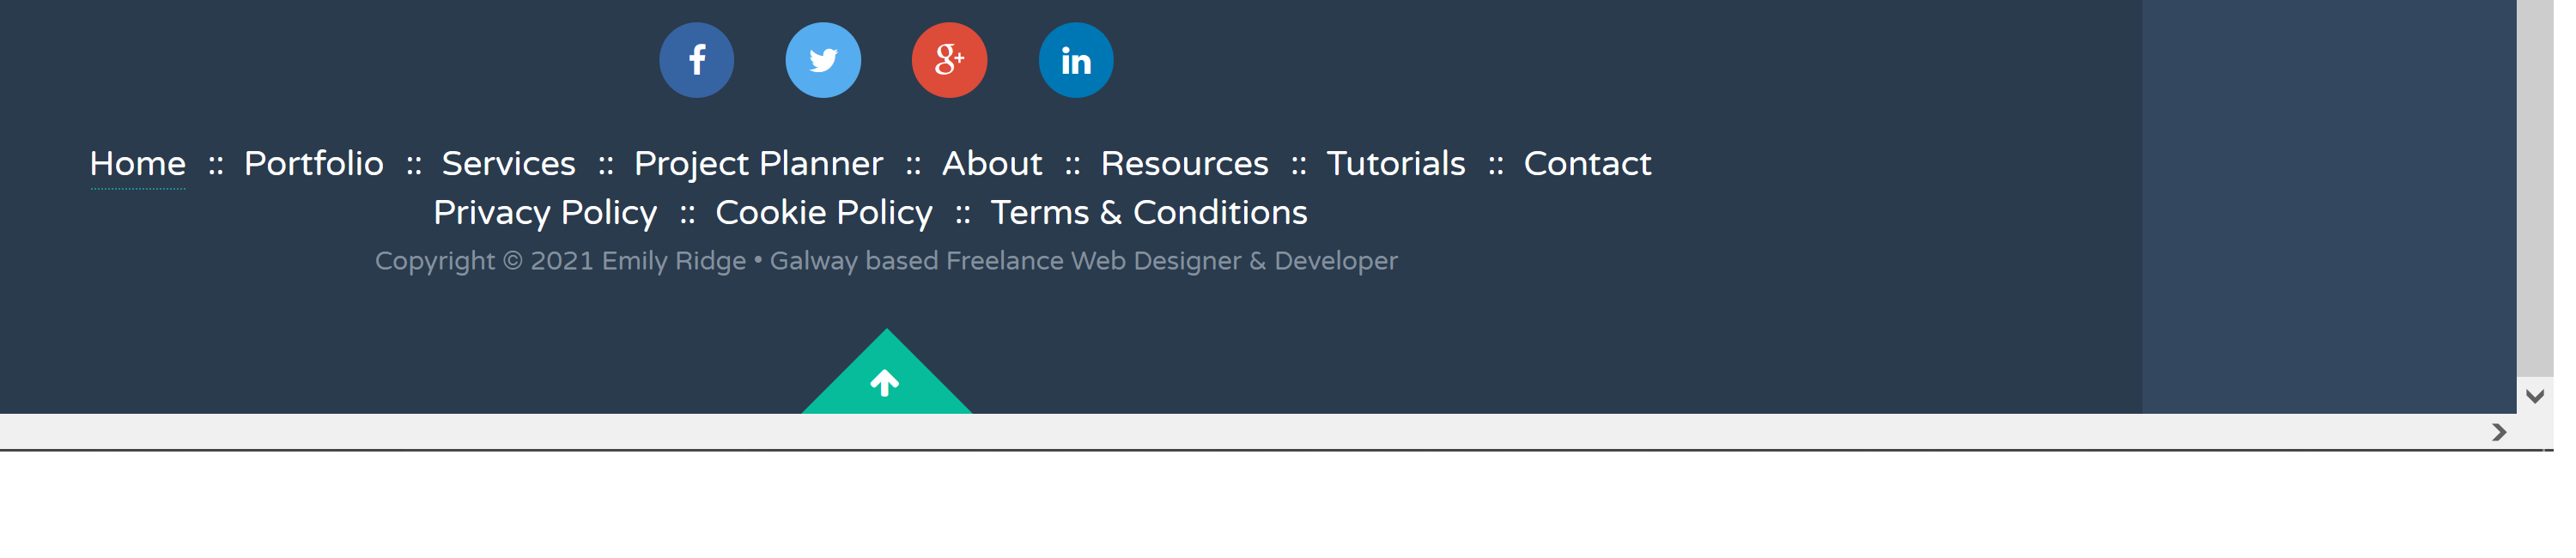 f g+ in
Home :: Portfolio :: Services :: Project Planner :: About :: Resources :: Tutorials :: Contact
Privacy Policy :: Cookie Policy :: Terms & Conditions
Copyright © 2021 Emily Ridge • Galway based Freelance Web Designer & Developer